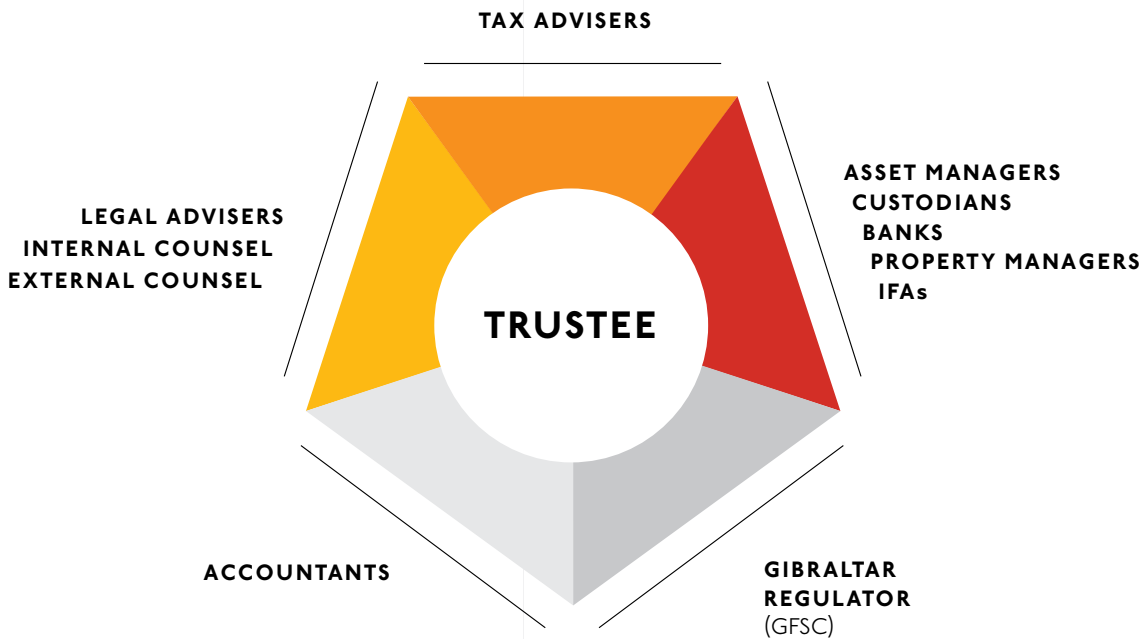 TAX ADVISERS
LEGAL ADVISERS
INTERNAL COUNSEL
EXTERNAL COUNSEL
TRUSTEE
ASSET MANAGERS
CUSTODIANS
BANKS
PROPERTY MANAGERS
IFAs
ACCOUNTANTS
GIBRALTAR
REGULATOR
(GFSC)